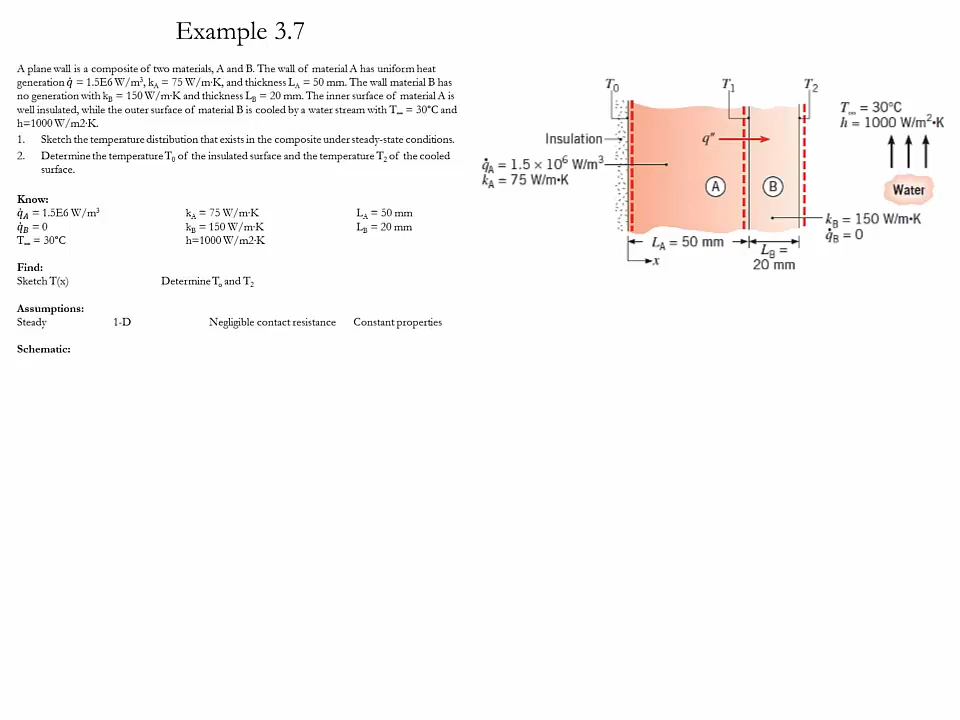 Example 3.7
A plane wall is a composite of two materials, A and B. The wall of material A has uniform heat
generation q̇ = 1.5E6 W/m³, kA = 75 W/m·K, and thickness LA = 50 mm. The wall material B has
no generation with kB = 150 W/m·K and thickness LB = 20 mm. The inner surface of material A is
well insulated, while the outer surface of material B is cooled by a water stream with T∞ = 30°C and
h=1000 W/m2·K.
1. Sketch the temperature distribution that exists in the composite under steady-state conditions.
2. Determine the temperature T0 of the insulated surface and the temperature T2 of the cooled
surface.
Know:
q̇A = 1.5E6 W/m³ kA = 75 W/m·K LA = 50 mm
q̇B = 0 kB = 150 W/m·K LB = 20 mm
T∞ = 30°C h=1000 W/m2·K
Find:
Sketch T(x) Determine To and T2
Assumptions:
Steady 1-D Negligible contact resistance Constant properties
Schematic:
T0 T1 T2
T∞ = 30°C
h = 1000 W/m²•K
Insulation
q"
q̇A = 1.5 × 10⁶ W/m³
kA = 75 W/m•K
A B
Water
kB = 150 W/m•K
q̇B = 0
LA = 50 mm
LB =
20 mm
x